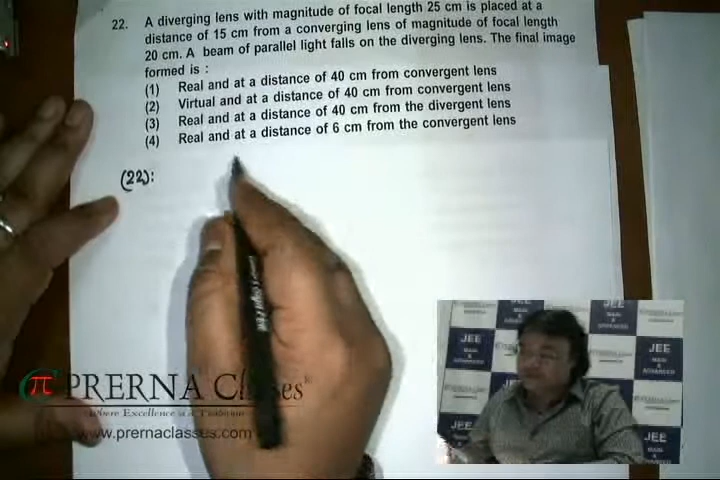 22. A diverging lens with magnitude of focal length 25 cm is placed at a
distance of 15 cm from a converging lens of magnitude of focal length
20 cm. A beam of parallel light falls on the diverging lens. The final image
formed is :
(1) Real and at a distance of 40 cm from convergent lens
(2) Virtual and at a distance of 40 cm from convergent lens
(3) Real and at a distance of 40 cm from the divergent lens
(4) Real and at a distance of 6 cm from the convergent lens
(22):
π PRERNA Classes
Where Excellence is a Tradition
www.prernaclasses.com
JEE
MAIN
&
ADVANCED
JEE
MAIN &
ADVANCED
JEE